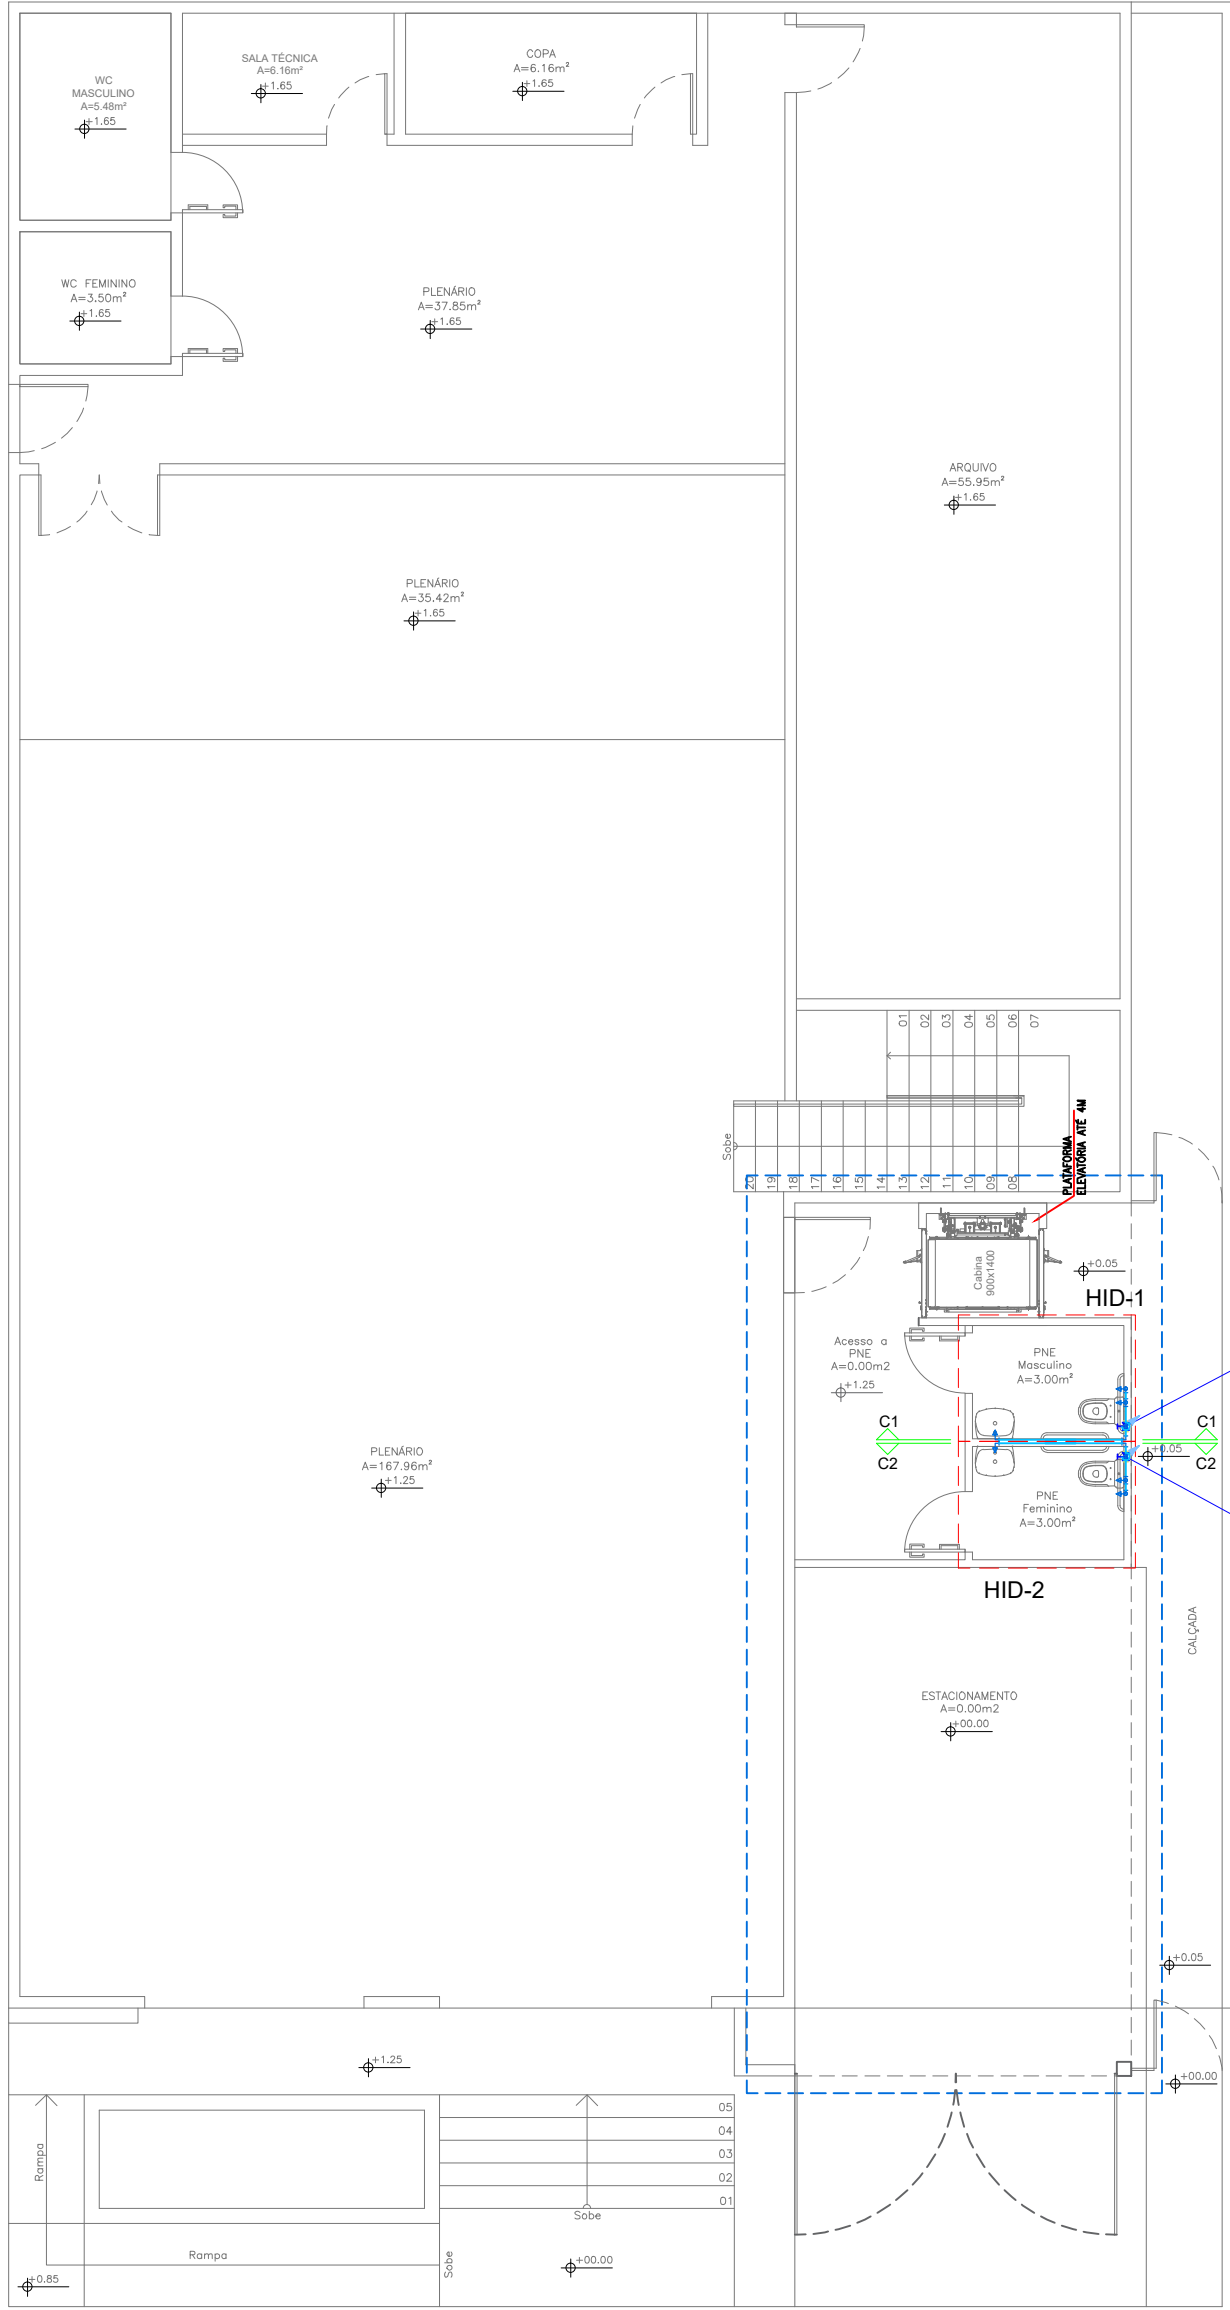 SALA TÉCNICA
A=6.16m²
+1.65
COPA
A=6.16m²
+1.65
WC
MASCULINO
A=5.48m²
+1.65
WC FEMININO
A=3.50m²
+1.65
PLENÁRIO
A=37.85m²
+1.65
ARQUIVO
A=55.95m²
+1.65
PLENÁRIO
A=35.42m²
+1.65
01
02
03
04
05
06
07
Sobe
20
19
18
17
16
15
14
13
12
11
10
09
08
PLATAFORMA
ELEVATÓRIA ATÉ 4M
Cabina
900x1400
+0.05
HID-1
Acesso a
PNE
A=0.00m2
+1.25
PNE
Masculino
A=3.00m²
C1
C2
C1
C2
+0.05
PLENÁRIO
A=167.96m²
+1.25
PNE
Feminino
A=3.00m²
HID-2
CALÇADA
ESTACIONAMENTO
A=0.00m2
+00.00
+0.05
+1.25
+00.00
05
04
03
02
01
Rampa
Sobe
Rampa
Sobe
+00.00
+0.85